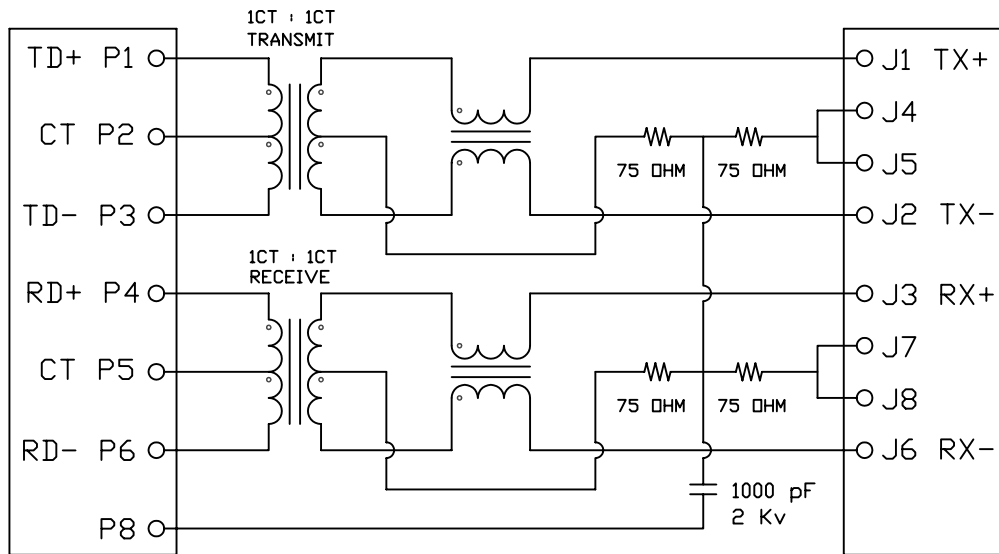 1CT : 1CT
TRANSMIT
TD+ P1
J1 TX+
J4
CT P2
75 OHM
75 OHM
J5
TD- P3
J2 TX-
1CT : 1CT
RECEIVE
RD+ P4
J3 RX+
J7
CT P5
75 OHM
75 OHM
J8
RD- P6
J6 RX-
1000 pF
2 Kv
P8